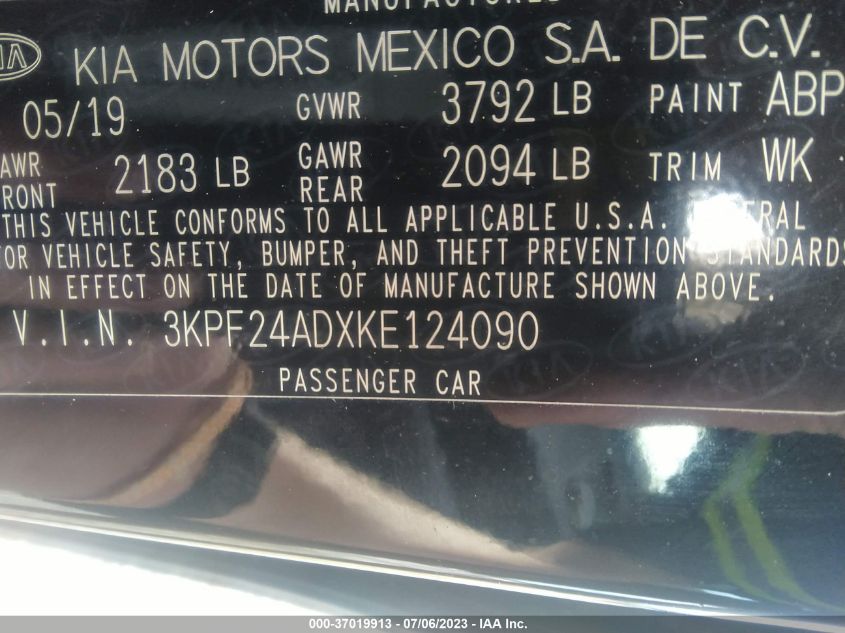 KIA MOTORS MEXICO S.A. DE C.V.
05/19 GVWR 3792 LB PAINT ABP
2183 LB GAWR REAR 2094 LB TRIM WK
THIS VEHICLE CONFORMS TO ALL APPLICABLE U.S.A.
VEHICLE SAFETY, BUMPER, AND THEFT PREVENTION STANDARDS
IN EFFECT ON THE DATE OF MANUFACTURE SHOWN ABOVE.
V.I.N. 3KPF24ADXKE124090
PASSENGER CAR
000-37019913 - 07/06/2023 - © IAA Inc.